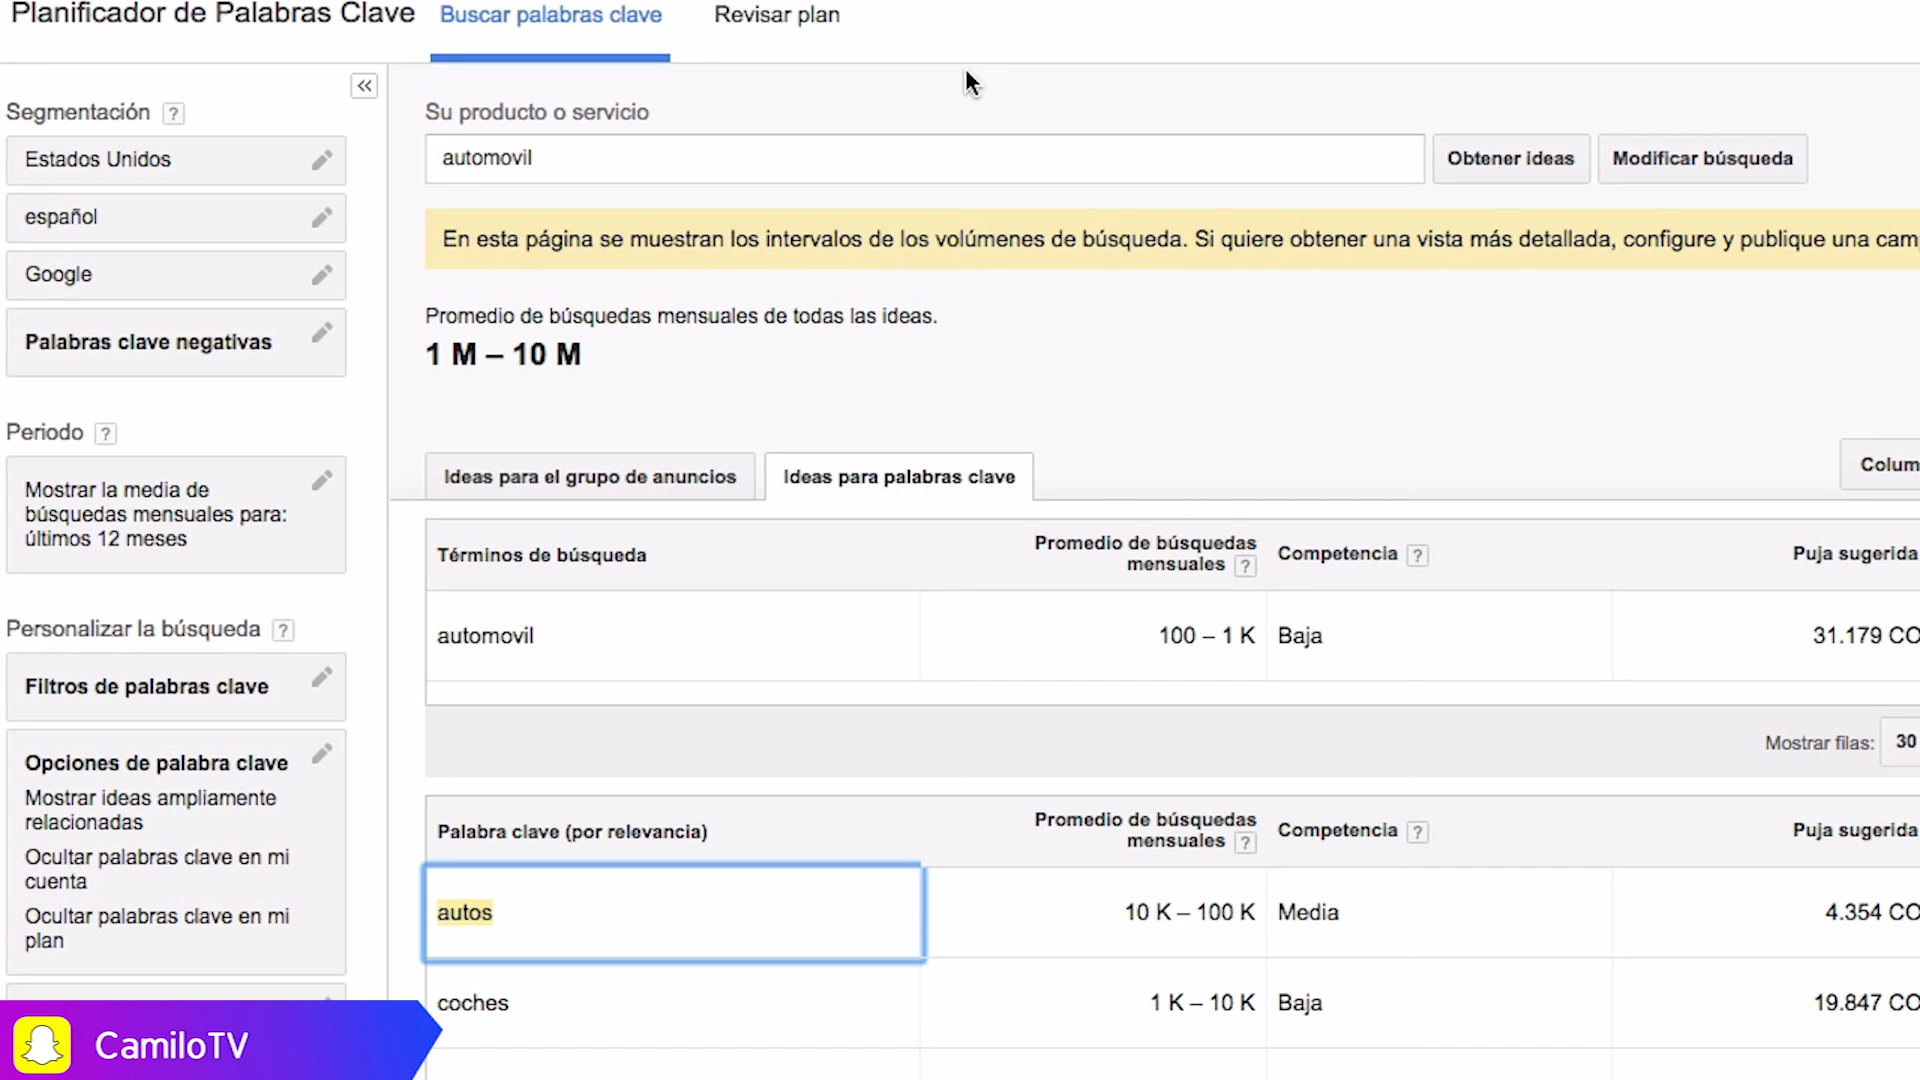 Planificador de Palabras Clave
Buscar palabras clave
Revisar plan
«
Segmentación ?
Estados Unidos
español
Google
Palabras clave negativas
Periodo ?
Mostrar la media de
búsquedas mensuales para:
últimos 12 meses
Personalizar la búsqueda ?
Filtros de palabras clave
Opciones de palabra clave
Mostrar ideas ampliamente
relacionadas
Ocultar palabras clave en mi
cuenta
Ocultar palabras clave en mi
plan
Su producto o servicio
automovil
Obtener ideas
Modificar búsqueda
En esta página se muestran los intervalos de los volúmenes de búsqueda. Si quiere obtener una vista más detallada, configure y publique una cam
Promedio de búsquedas mensuales de todas las ideas.
1 M – 10 M
Ideas para el grupo de anuncios
Ideas para palabras clave
Colum
Términos de búsqueda
Promedio de búsquedas
mensuales ?
Competencia ?
Puja sugerida
automovil
100 – 1 K
Baja
31.179 CO
Mostrar filas: 30
Palabra clave (por relevancia)
Promedio de búsquedas
mensuales ?
Competencia ?
Puja sugerida
autos
10 K – 100 K
Media
4.354 CO
coches
1 K – 10 K
Baja
19.847 CO
CamiloTV